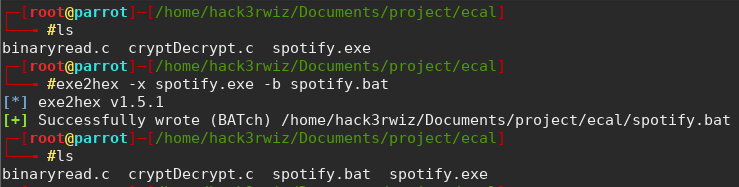 ┌─[root@parrot]─[/home/hack3rwiz/Documents/project/ecal]
└──╼ #ls
binaryread.c  cryptDecrypt.c  spotify.exe
┌─[root@parrot]─[/home/hack3rwiz/Documents/project/ecal]
└──╼ #exe2hex -x spotify.exe -b spotify.bat
[*] exe2hex v1.5.1
[+] Successfully wrote (BATch) /home/hack3rwiz/Documents/project/ecal/spotify.bat
┌─[root@parrot]─[/home/hack3rwiz/Documents/project/ecal]
└──╼ #ls
binaryread.c  cryptDecrypt.c  spotify.bat  spotify.exe